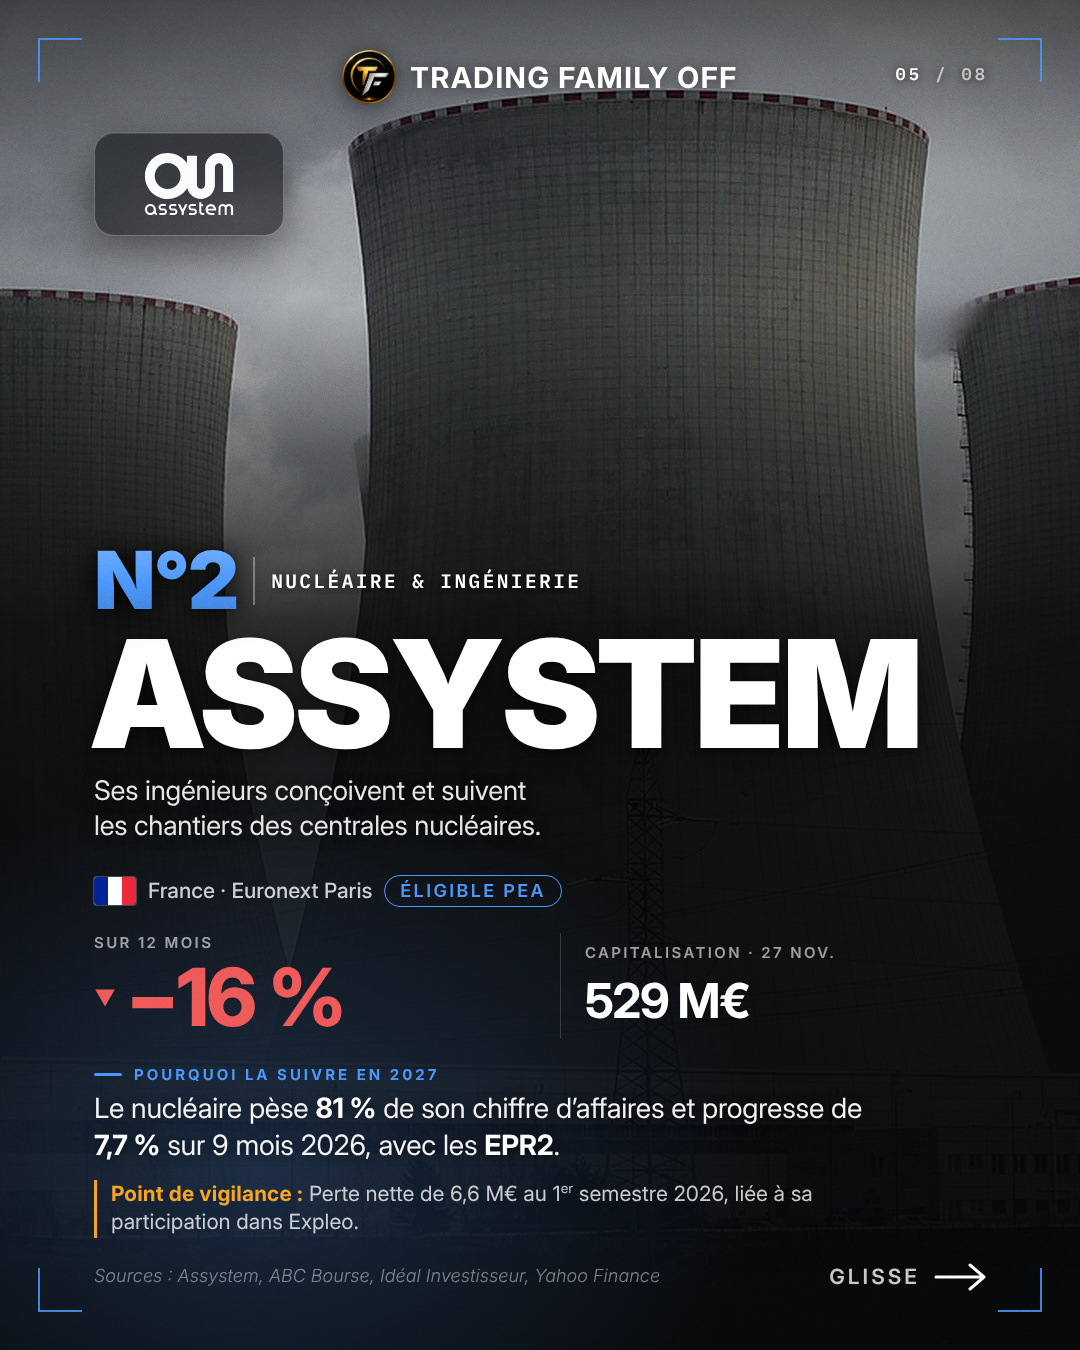 TF TRADING FAMILY OFF
05 / 08
assystem
N°2
NUCLÉAIRE & INGÉNIERIE
ASSYSTEM
Ses ingénieurs conçoivent et suivent
les chantiers des centrales nucléaires.
France · Euronext Paris ÉLIGIBLE PEA
SUR 12 MOIS
▼ −16 %
CAPITALISATION · 27 NOV.
529 M€
POURQUOI LA SUIVRE EN 2027
Le nucléaire pèse 81 % de son chiffre d’affaires et progresse de
7,7 % sur 9 mois 2026, avec les EPR2.
Point de vigilance : Perte nette de 6,6 M€ au 1er semestre 2026, liée à sa
participation dans Expleo.
Sources : Assystem, ABC Bourse, Idéal Investisseur, Yahoo Finance
GLISSE →